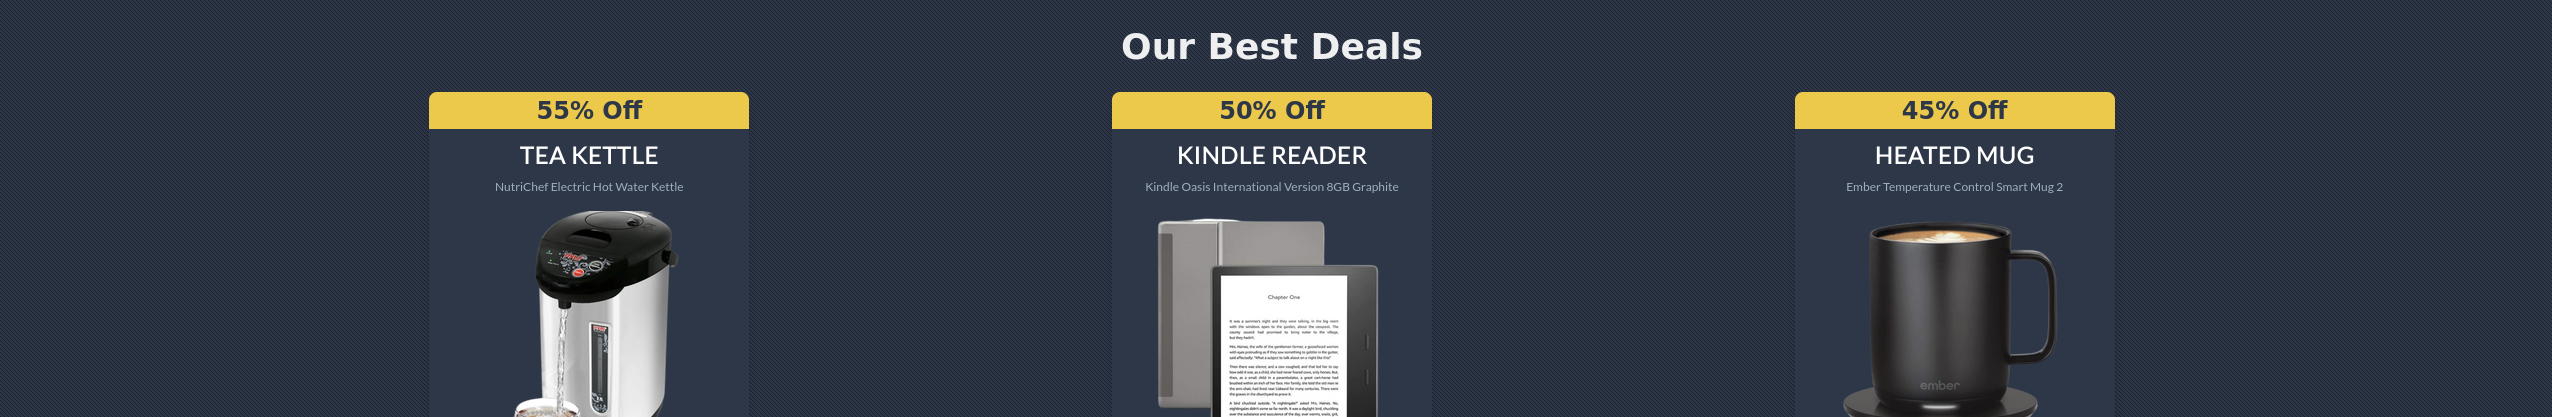 Our Best Deals
55% Off
TEA KETTLE
NutriChef Electric Hot Water Kettle
50% Off
KINDLE READER
Kindle Oasis International Version 8GB Graphite
Chapter One
45% Off
HEATED MUG
Ember Temperature Control Smart Mug 2
ember